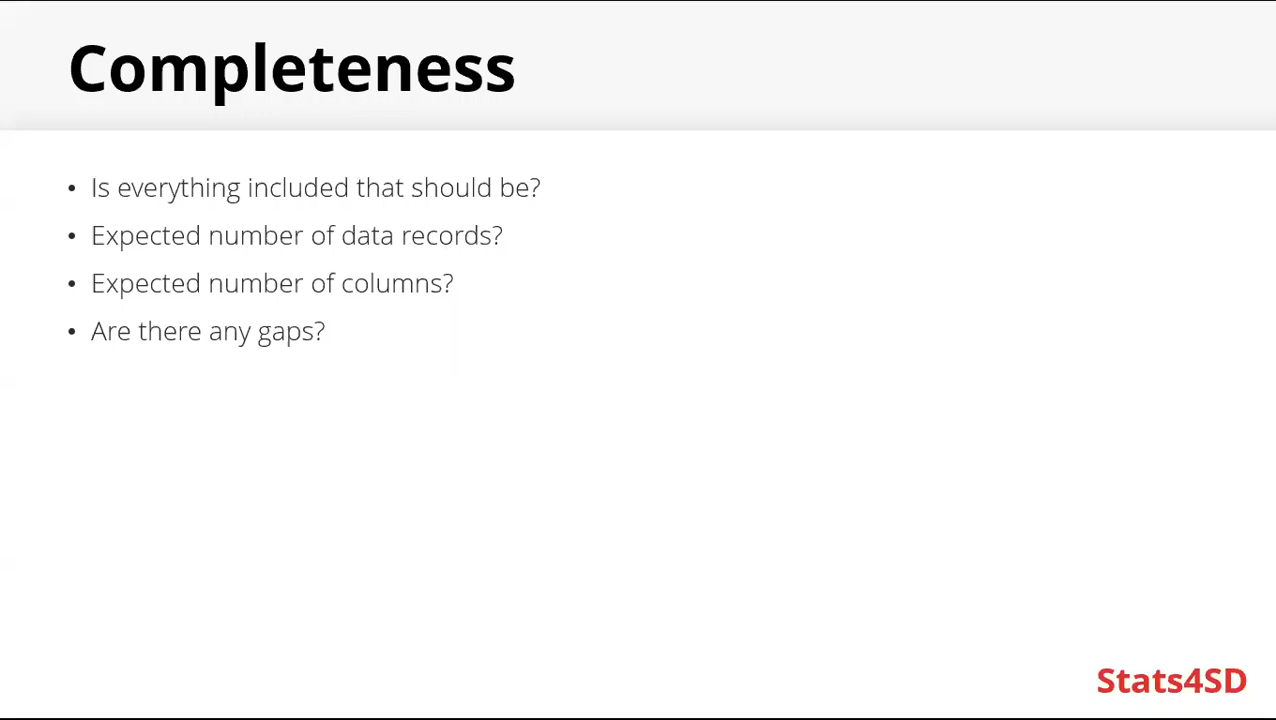 Completeness
• Is everything included that should be?
• Expected number of data records?
• Expected number of columns?
• Are there any gaps?
Stats4SD